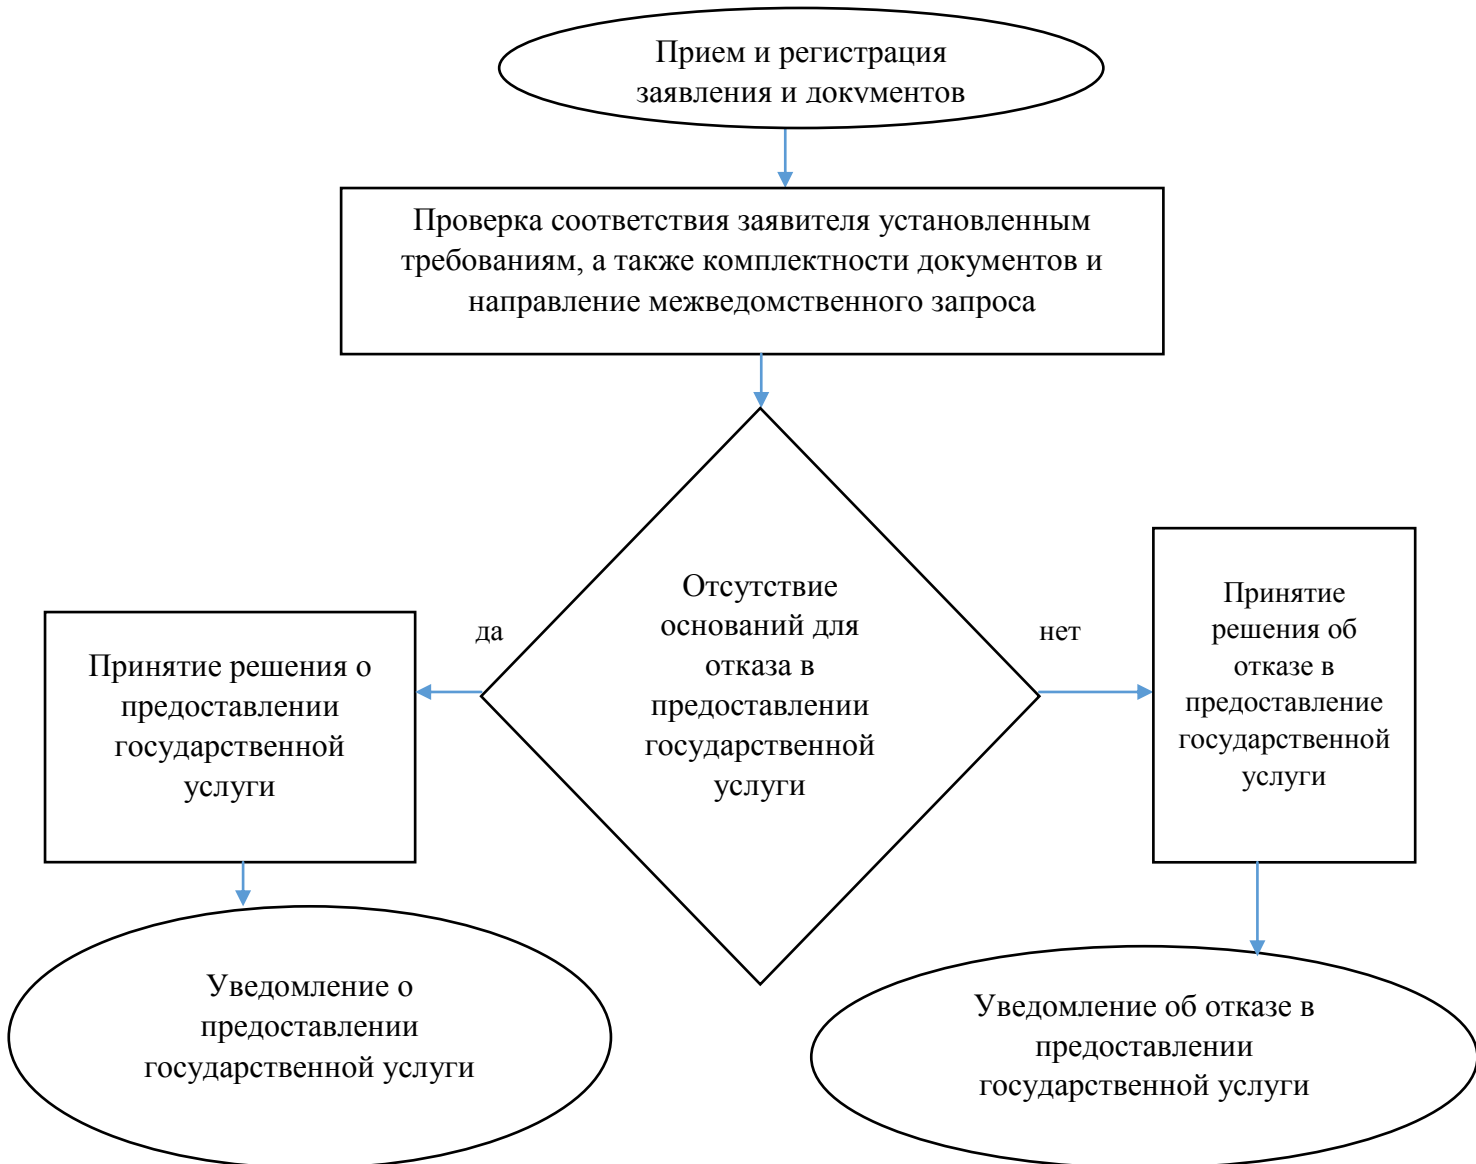 Прием и регистрация
заявления и документов
Проверка соответствия заявителя установленным
требованиям, а также комплектности документов и
направление межведомственного запроса
Отсутствие
оснований для
отказа в
предоставлении
государственной
услуги
да
нет
Принятие решения о
предоставлении
государственной
услуги
Принятие
решения об
отказе в
предоставление
государственной
услуги
Уведомление о
предоставлении
государственной услуги
Уведомление об отказе в
предоставлении
государственной услуги